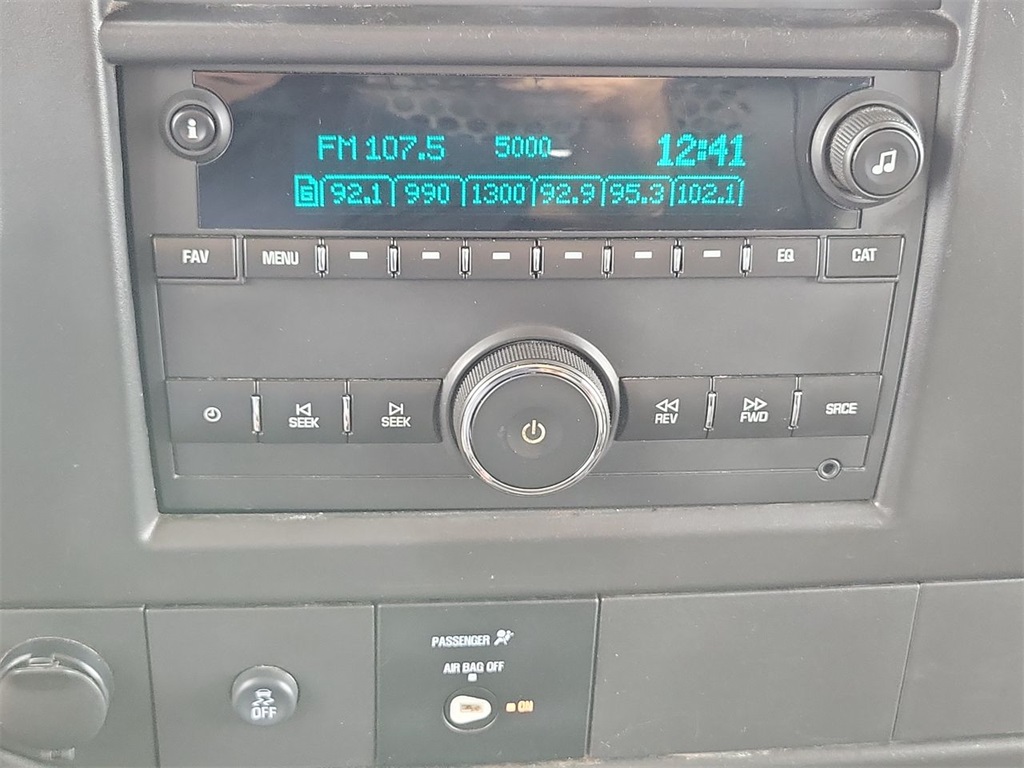 i
FM 107.5 5000 12:41
92.1 990 1300 92.9 95.3 102.1
FAV MENU EQ CAT
SEEK SEEK REV FWD SRCE
PASSENGER
AIR BAG OFF
OFF ON